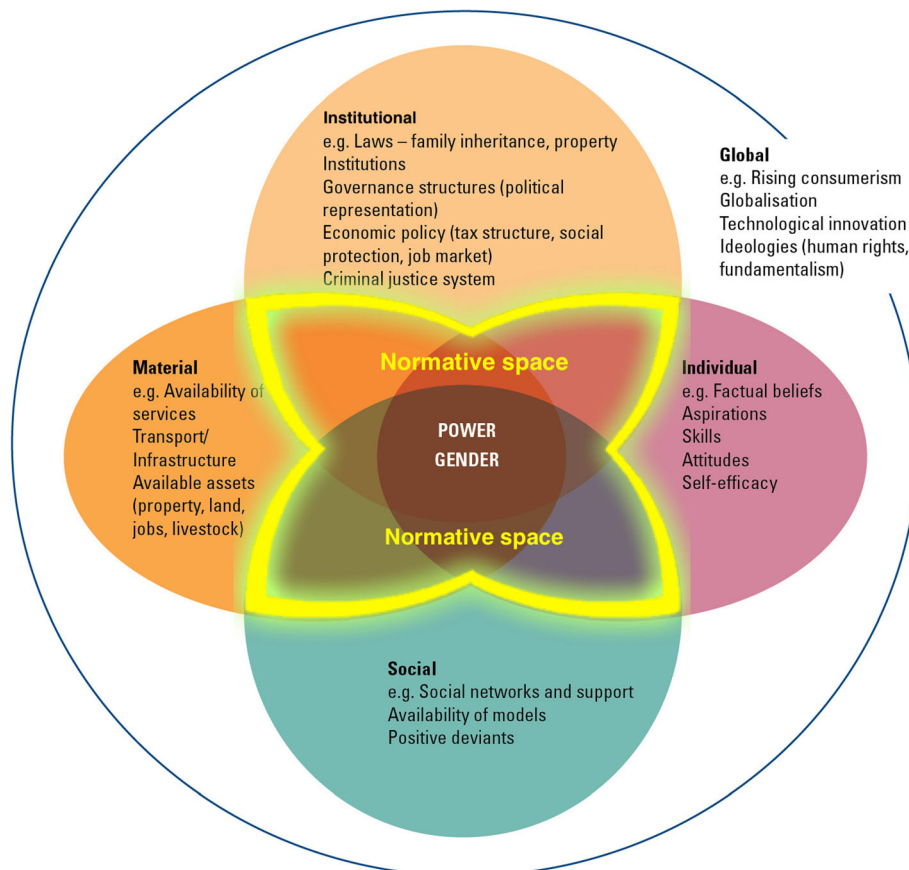 Institutional
e.g. Laws – family inheritance, property
Institutions
Governance structures (political
representation)
Economic policy (tax structure, social
protection, job market)
Criminal justice system
Global
e.g. Rising consumerism
Globalisation
Technological innovation
Ideologies (human rights,
fundamentalism)
Material
e.g. Availability of
services
Transport/
Infrastructure
Available assets
(property, land,
jobs, livestock)
Normative space
POWER
GENDER
Normative space
Individual
e.g. Factual beliefs
Aspirations
Skills
Attitudes
Self-efficacy
Social
e.g. Social networks and support
Availability of models
Positive deviants